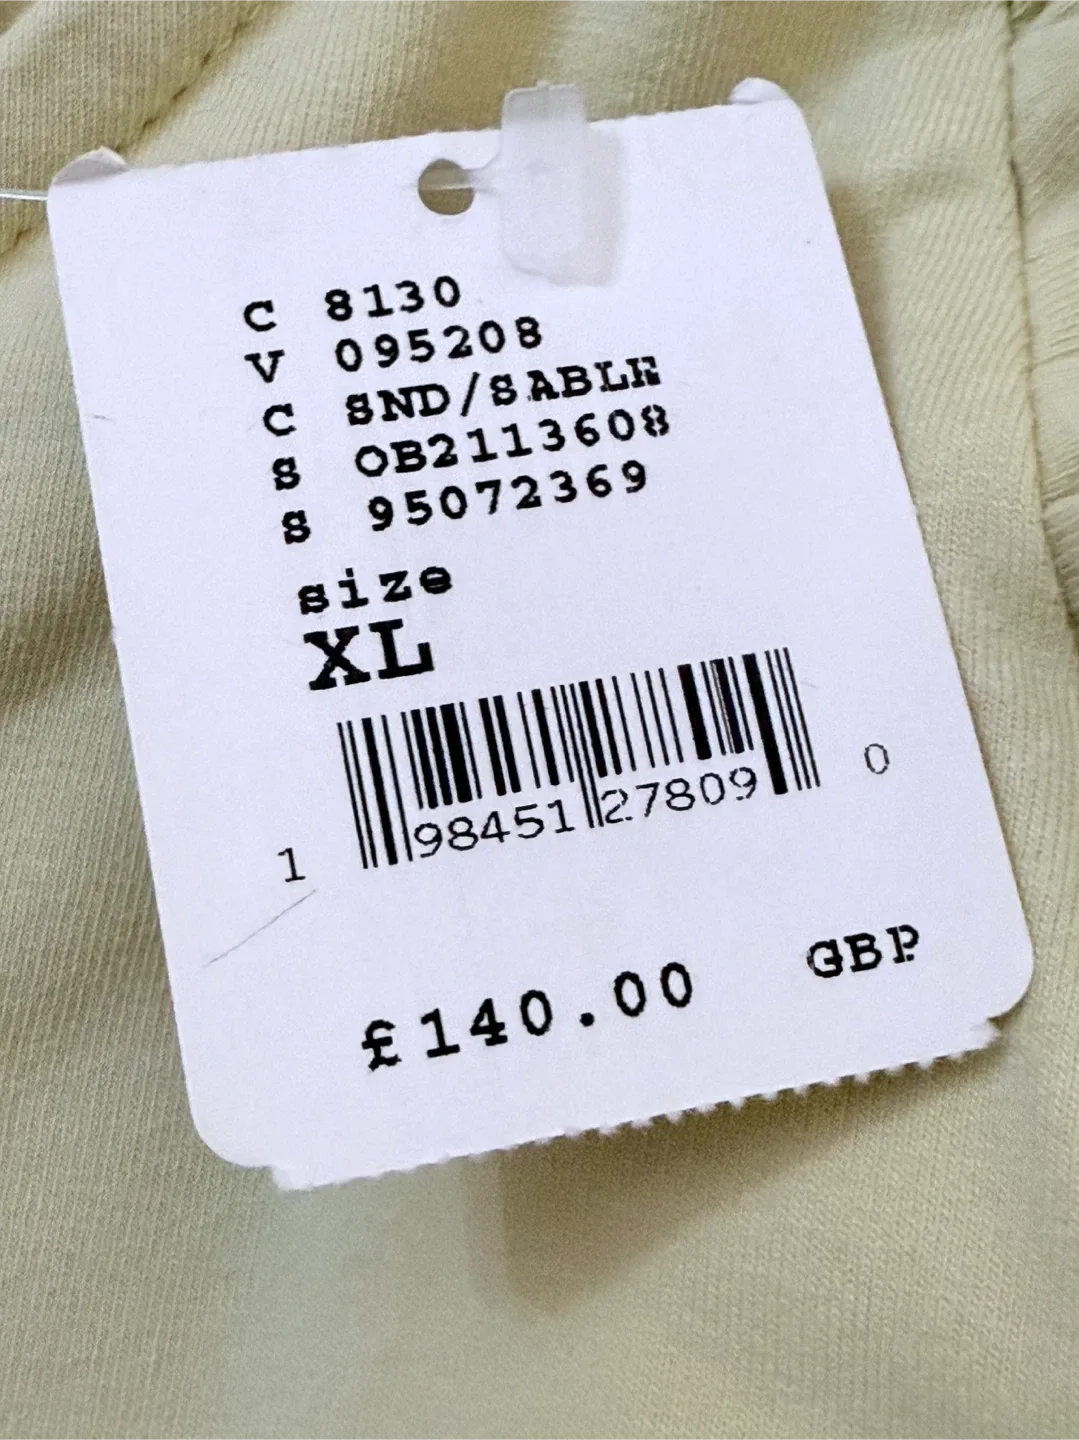 C 8130
V 095208
C SND/SABLE
S OB2113608
S 95072369
size
XL
1 98451 27809 0
£140.00 GBP